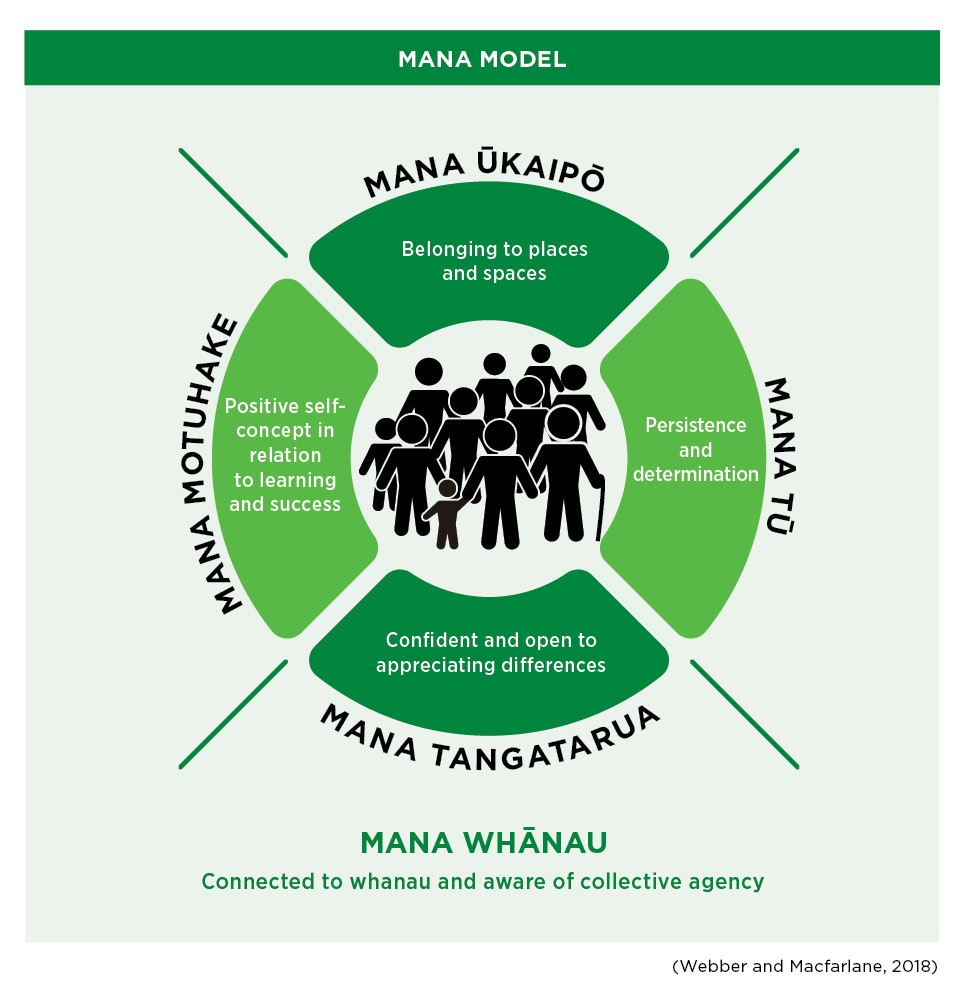 MANA MODEL
MANA ŪKAIPŌ
Belonging to places
and spaces
MANA MOTUHAKE
Positive self-
concept in
relation
to learning
and success
MANA TŪ
Persistence
and
determination
Confident and open to
appreciating differences
MANA TANGATARUA
MANA WHĀNAU
Connected to whanau and aware of collective agency
(Webber and Macfarlane, 2018)